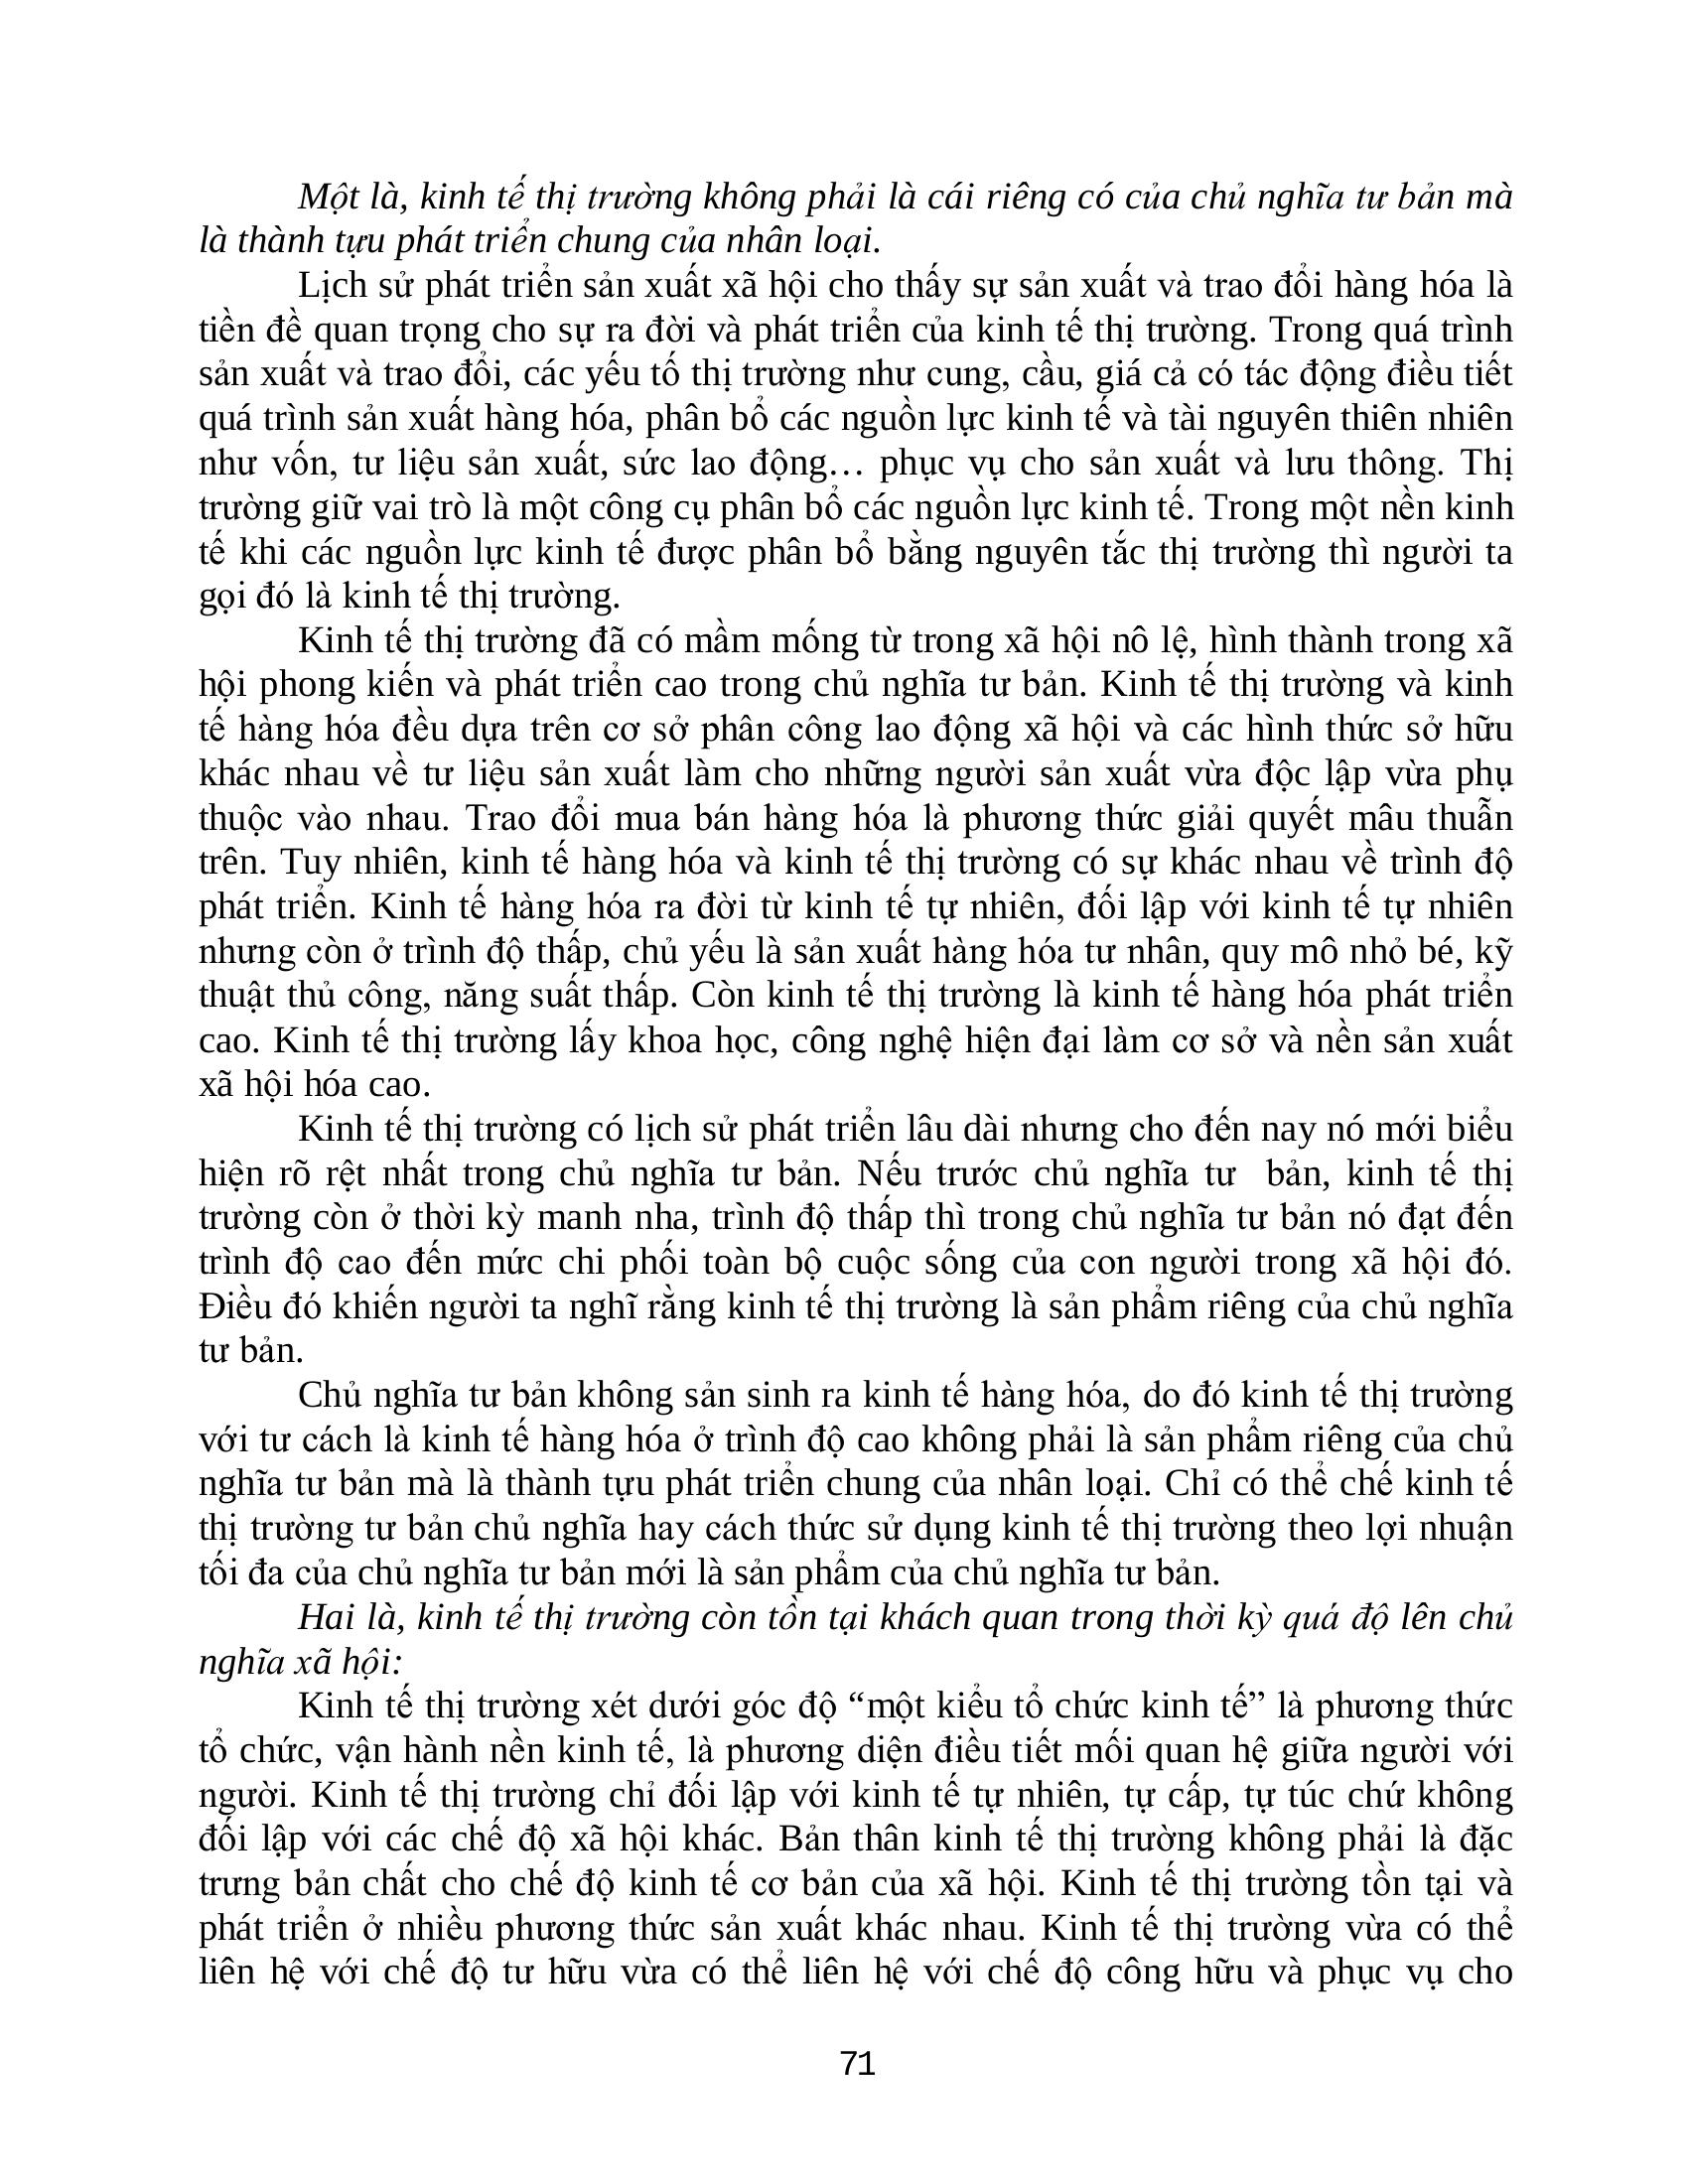 Một là, kinh tế thị trường không phải là cái riêng có của chủ nghĩa tư bản mà
là thành tựu phát triển chung của nhân loại.
Lịch sử phát triển sản xuất xã hội cho thấy sự sản xuất và trao đổi hàng hóa là
tiền đề quan trọng cho sự ra đời và phát triển của kinh tế thị trường. Trong quá trình
sản xuất và trao đổi, các yếu tố thị trường như cung, cầu, giá cả có tác động điều tiết
quá trình sản xuất hàng hóa, phân bổ các nguồn lực kinh tế và tài nguyên thiên nhiên
như vốn, tư liệu sản xuất, sức lao động… phục vụ cho sản xuất và lưu thông. Thị
trường giữ vai trò là một công cụ phân bổ các nguồn lực kinh tế. Trong một nền kinh
tế khi các nguồn lực kinh tế được phân bổ bằng nguyên tắc thị trường thì người ta
gọi đó là kinh tế thị trường.
Kinh tế thị trường đã có mầm mống từ trong xã hội nô lệ, hình thành trong xã
hội phong kiến và phát triển cao trong chủ nghĩa tư bản. Kinh tế thị trường và kinh
tế hàng hóa đều dựa trên cơ sở phân công lao động xã hội và các hình thức sở hữu
khác nhau về tư liệu sản xuất làm cho những người sản xuất vừa độc lập vừa phụ
thuộc vào nhau. Trao đổi mua bán hàng hóa là phương thức giải quyết mâu thuẫn
trên. Tuy nhiên, kinh tế hàng hóa và kinh tế thị trường có sự khác nhau về trình độ
phát triển. Kinh tế hàng hóa ra đời từ kinh tế tự nhiên, đối lập với kinh tế tự nhiên
nhưng còn ở trình độ thấp, chủ yếu là sản xuất hàng hóa tư nhân, quy mô nhỏ bé, kỹ
thuật thủ công, năng suất thấp. Còn kinh tế thị trường là kinh tế hàng hóa phát triển
cao. Kinh tế thị trường lấy khoa học, công nghệ hiện đại làm cơ sở và nền sản xuất
xã hội hóa cao.
Kinh tế thị trường có lịch sử phát triển lâu dài nhưng cho đến nay nó mới biểu
hiện rõ rệt nhất trong chủ nghĩa tư bản. Nếu trước chủ nghĩa tư  bản, kinh tế thị
trường còn ở thời kỳ manh nha, trình độ thấp thì trong chủ nghĩa tư bản nó đạt đến
trình độ cao đến mức chi phối toàn bộ cuộc sống của con người trong xã hội đó.
Điều đó khiến người ta nghĩ rằng kinh tế thị trường là sản phẩm riêng của chủ nghĩa
tư bản.
Chủ nghĩa tư bản không sản sinh ra kinh tế hàng hóa, do đó kinh tế thị trường
với tư cách là kinh tế hàng hóa ở trình độ cao không phải là sản phẩm riêng của chủ
nghĩa tư bản mà là thành tựu phát triển chung của nhân loại. Chỉ có thể chế kinh tế
thị trường tư bản chủ nghĩa hay cách thức sử dụng kinh tế thị trường theo lợi nhuận
tối đa của chủ nghĩa tư bản mới là sản phẩm của chủ nghĩa tư bản.
Hai là, kinh tế thị trường còn tồn tại khách quan trong thời kỳ quá độ lên chủ
nghĩa xã hội:
Kinh tế thị trường xét dưới góc độ “một kiểu tổ chức kinh tế” là phương thức
tổ chức, vận hành nền kinh tế, là phương diện điều tiết mối quan hệ giữa người với
người. Kinh tế thị trường chỉ đối lập với kinh tế tự nhiên, tự cấp, tự túc chứ không
đối lập với các chế độ xã hội khác. Bản thân kinh tế thị trường không phải là đặc
trưng bản chất cho chế độ kinh tế cơ bản của xã hội. Kinh tế thị trường tồn tại và
phát triển ở nhiều phương thức sản xuất khác nhau. Kinh tế thị trường vừa có thể
liên hệ với chế độ tư hữu vừa có thể liên hệ với chế độ công hữu và phục vụ cho
71